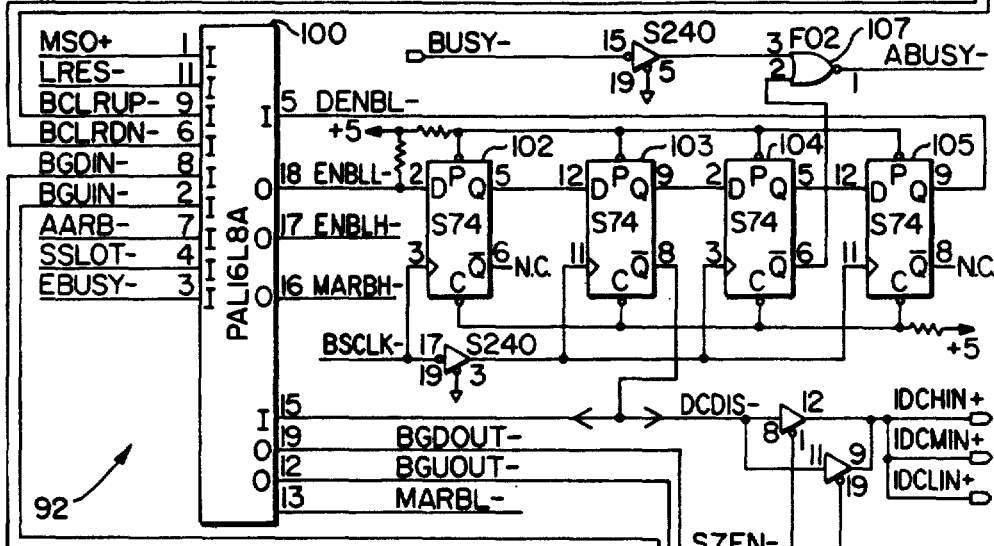 100
MSO+ 1 I
LRES- 11 I
BCLRUP- 9 I
BCLRDN- 6 I
BGDIN- 8 I
BGUIN- 2 I
AARB- 7 I
SSLOT- 4 I
EBUSY- 3 I
PAL16L8A
I 5 DENBL-
O 18 ENBLL-
O 17 ENBLH-
O 16 MARBH-
I 15
O 19 BGDOUT-
O 12 BGUOUT-
13 MARBL-
BUSY- 15 S240
19 5
3 F02 107
2 1 ABUSY-
+5
102 103 104 105
2 D P Q 5 12 D P Q 9 2 D P Q 5 12 D P Q 9
S74 S74 S74 S74
3 C Q 6 N.C. 11 C Q 8 3 C Q 6 11 C Q 8 N.C.
BSCLK- 17 S240
19 3
+5
DCDIS- 12
8 1
11 9
19
IDCHIN+
IDCMIN+
IDCLIN+
92
SZEN-